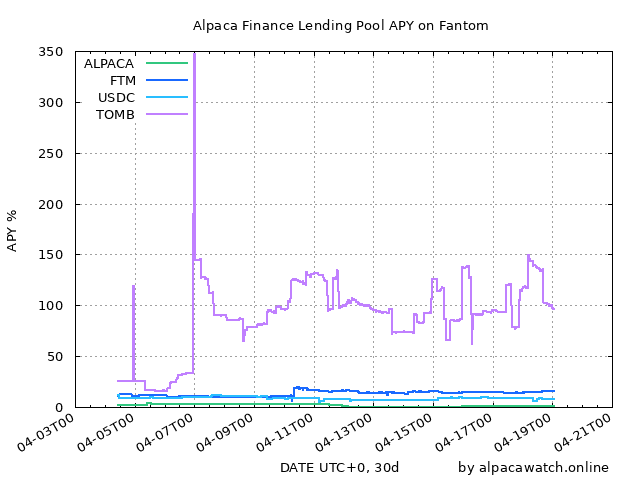 Alpaca Finance Lending Pool APY on Fantom
350
300
250
200
150
100
50
0
APY %
ALPACA
FTM
USDC
TOMB
04-03T00
04-05T00
04-07T00
04-09T00
04-11T00
04-13T00
04-15T00
04-17T00
04-19T00
04-21T00
DATE UTC+0, 30d
by alpacawatch.online